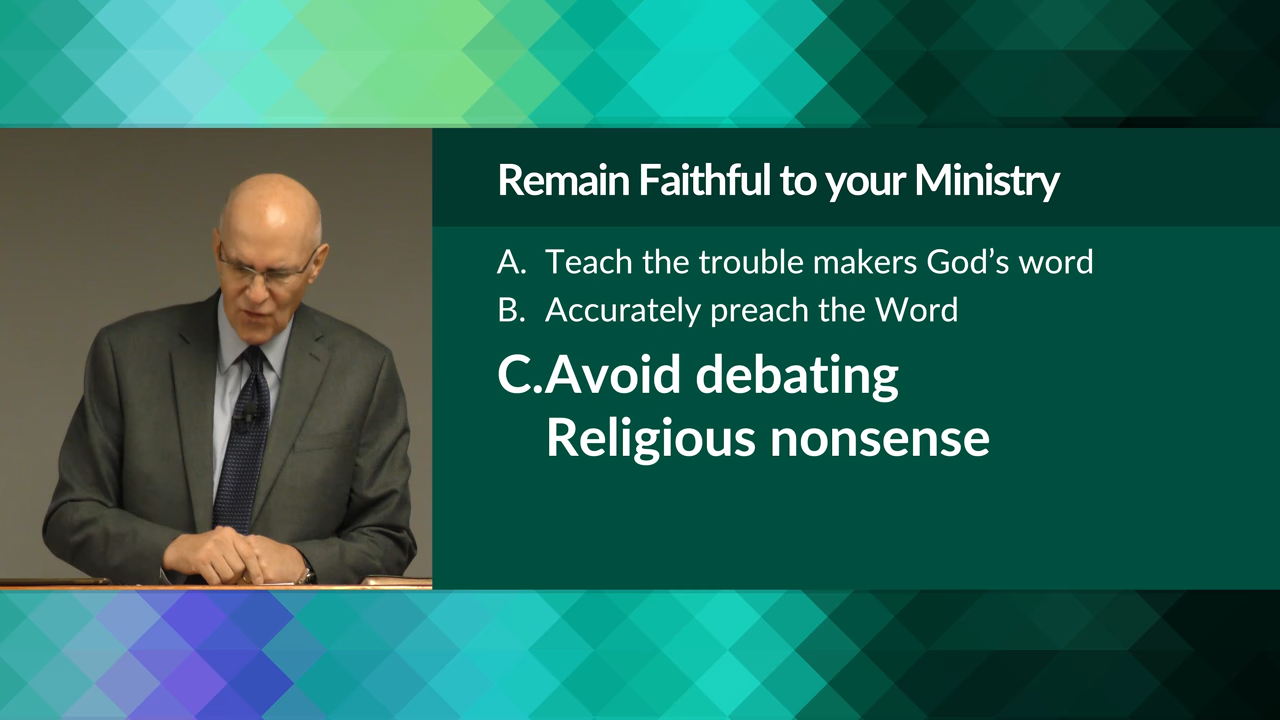 Remain Faithful to your Ministry
A. Teach the trouble makers God’s word
B. Accurately preach the Word
C.Avoid debating
Religious nonsense